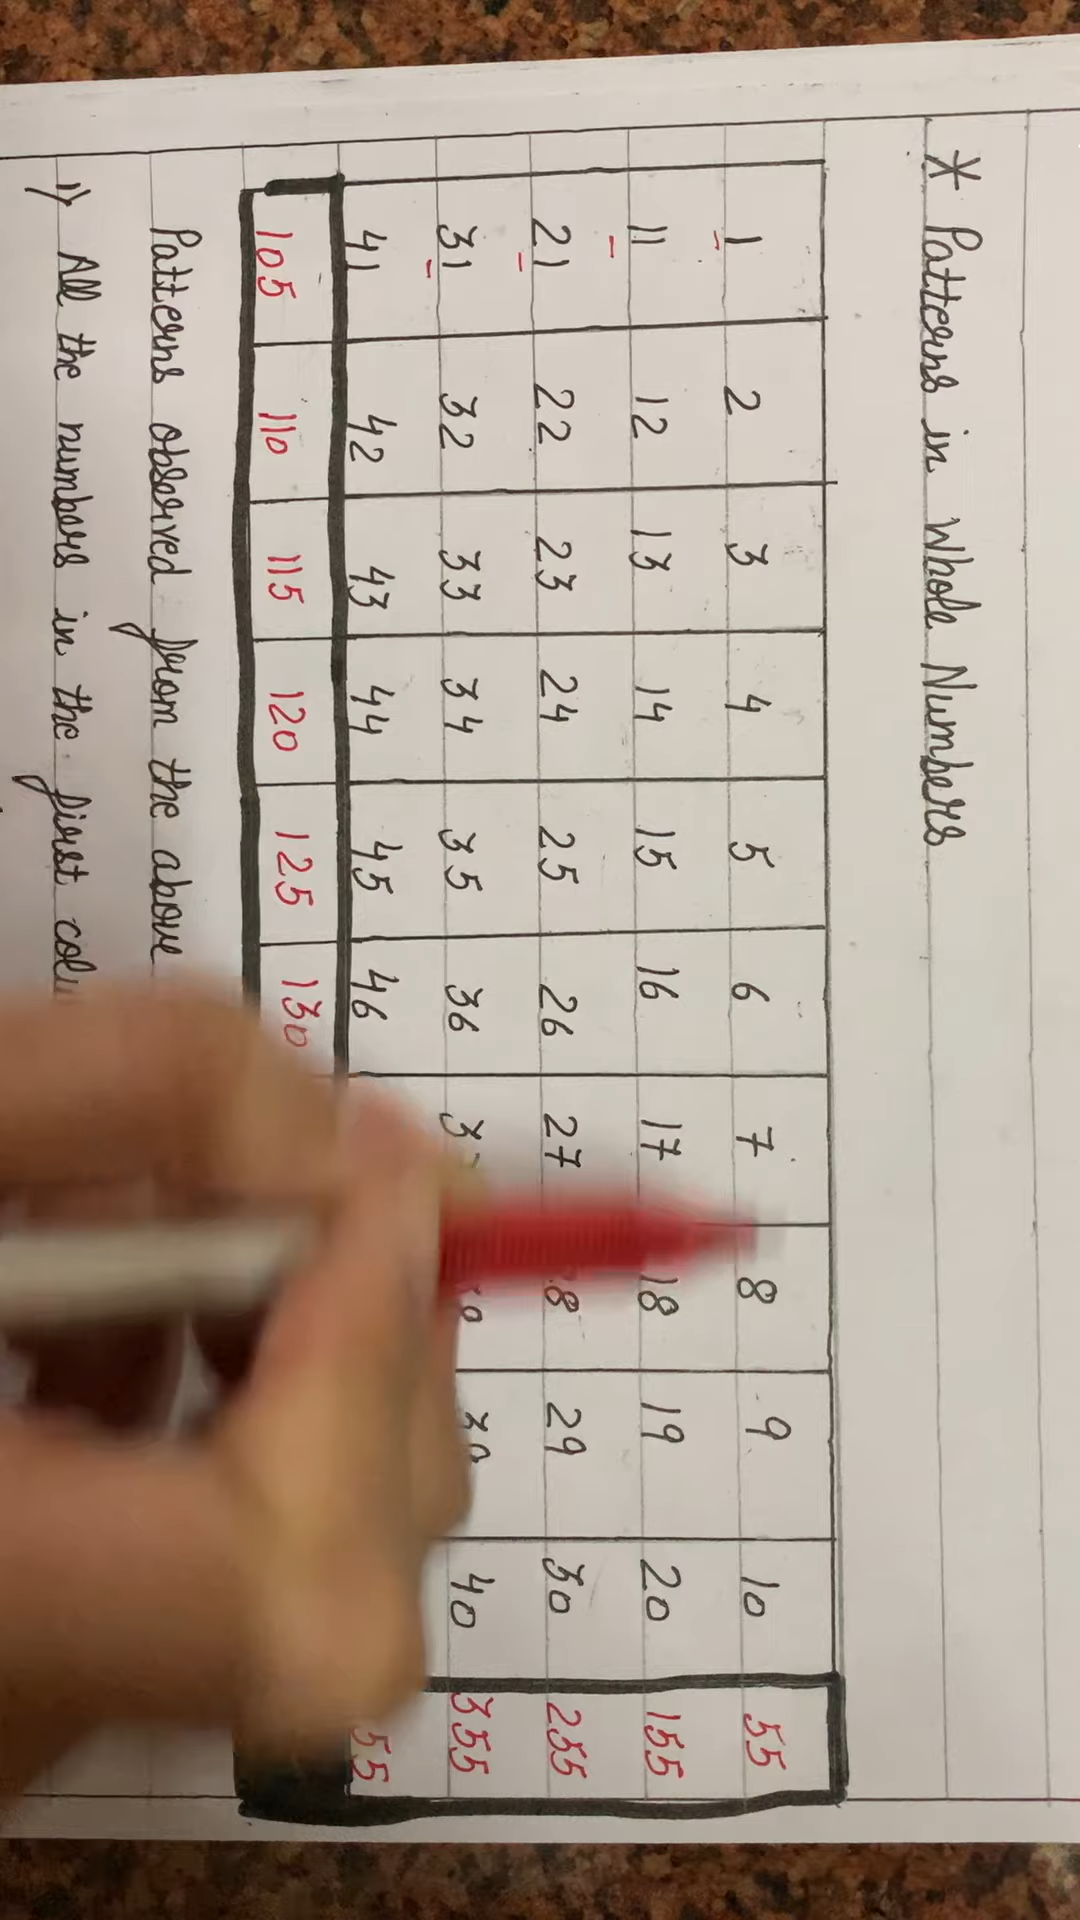 * Patterns in Whole Numbers
1 2 3 4 5 6 7 8 9 10 55
11 12 13 14 15 16 17 18 19 20 155
21 22 23 24 25 26 27 29 30 255
31 32 33 34 35 36 40 355
41 42 43 44 45 46
105 110 115 120 125 130
Patterns observed from the above
1) All the numbers in the first